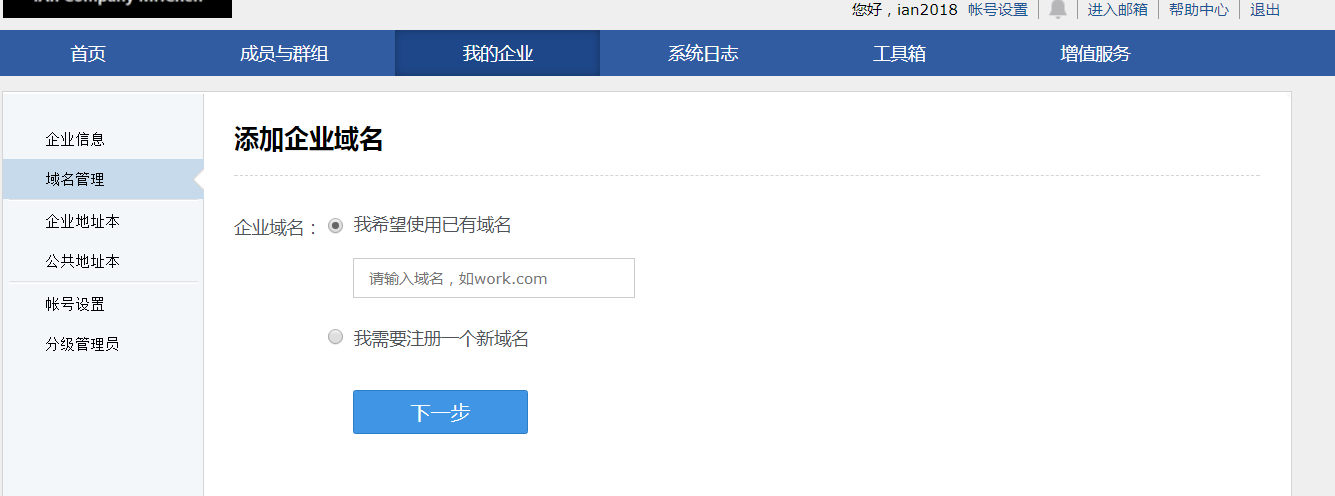 您好，ian2018 帐号设置 进入邮箱 帮助中心 退出
首页 成员与群组 我的企业 系统日志 工具箱 增值服务
企业信息
域名管理
企业地址本
公共地址本
帐号设置
分级管理员
添加企业域名
企业域名： 我希望使用已有域名
请输入域名，如work.com
我需要注册一个新域名
下一步